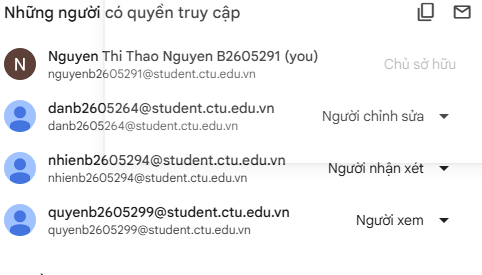 Những người có quyền truy cập
N
Nguyen Thi Thao Nguyen B2605291 (you)
nguyenb2605291@student.ctu.edu.vn
Chủ sở hữu
danb2605264@student.ctu.edu.vn
danb2605264@student.ctu.edu.vn
Người chỉnh sửa
nhienb2605294@student.ctu.edu.vn
nhienb2605294@student.ctu.edu.vn
Người nhận xét
quyenb2605299@student.ctu.edu.vn
quyenb2605299@student.ctu.edu.vn
Người xem